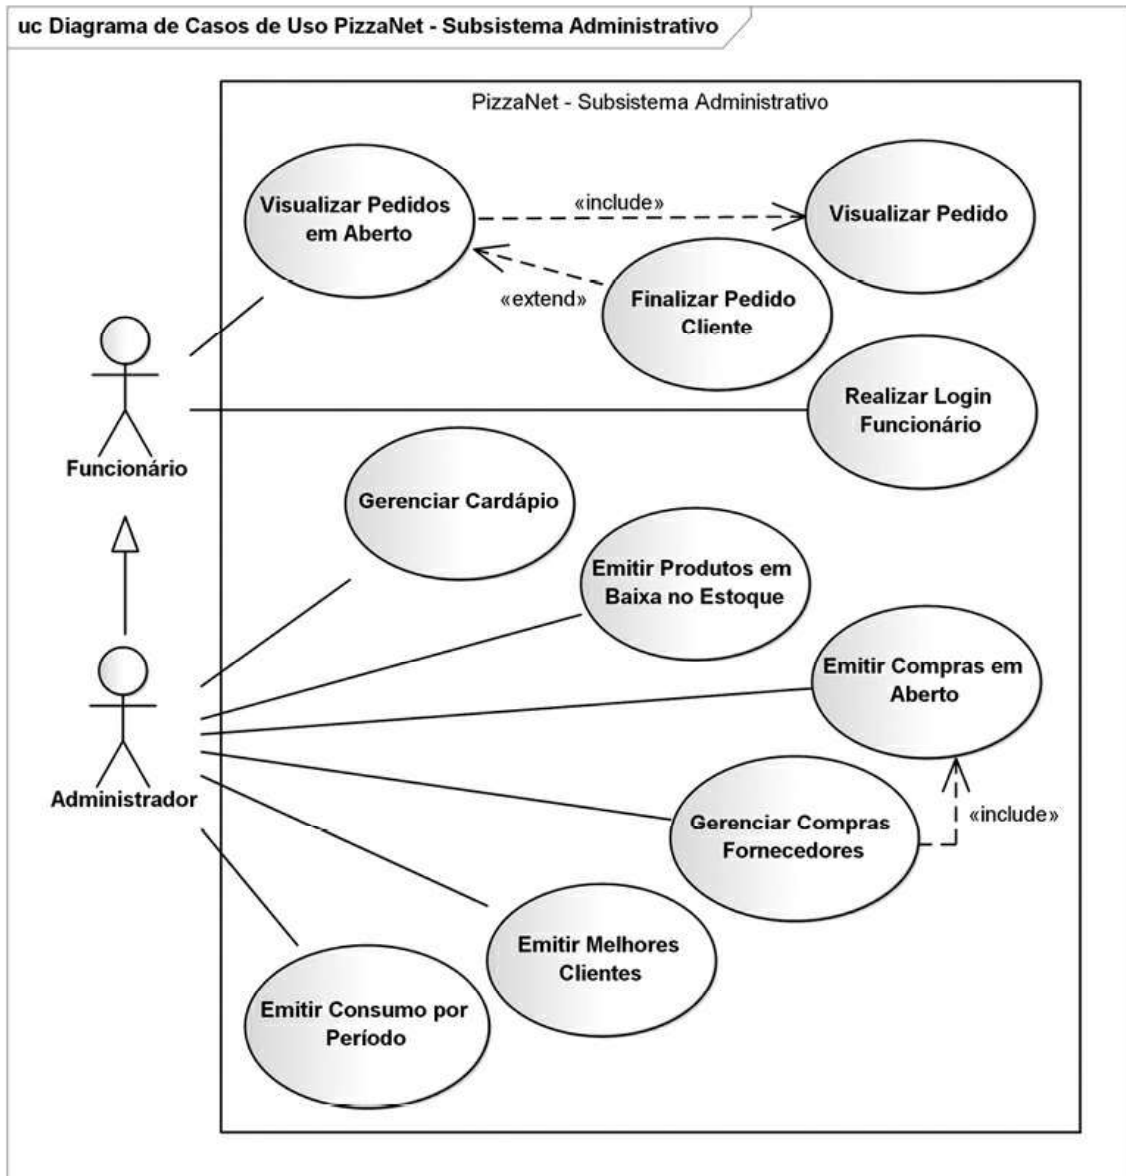 uc Diagrama de Casos de Uso PizzaNet - Subsistema Administrativo
PizzaNet - Subsistema Administrativo
Visualizar Pedidos
em Aberto
«include»
Visualizar Pedido
«extend»
Finalizar Pedido
Cliente
Realizar Login
Funcionário
Funcionário
Gerenciar Cardápio
Emitir Produtos em
Baixa no Estoque
Emitir Compras em
Aberto
Administrador
Gerenciar Compras
Fornecedores
«include»
Emitir Melhores
Clientes
Emitir Consumo por
Período